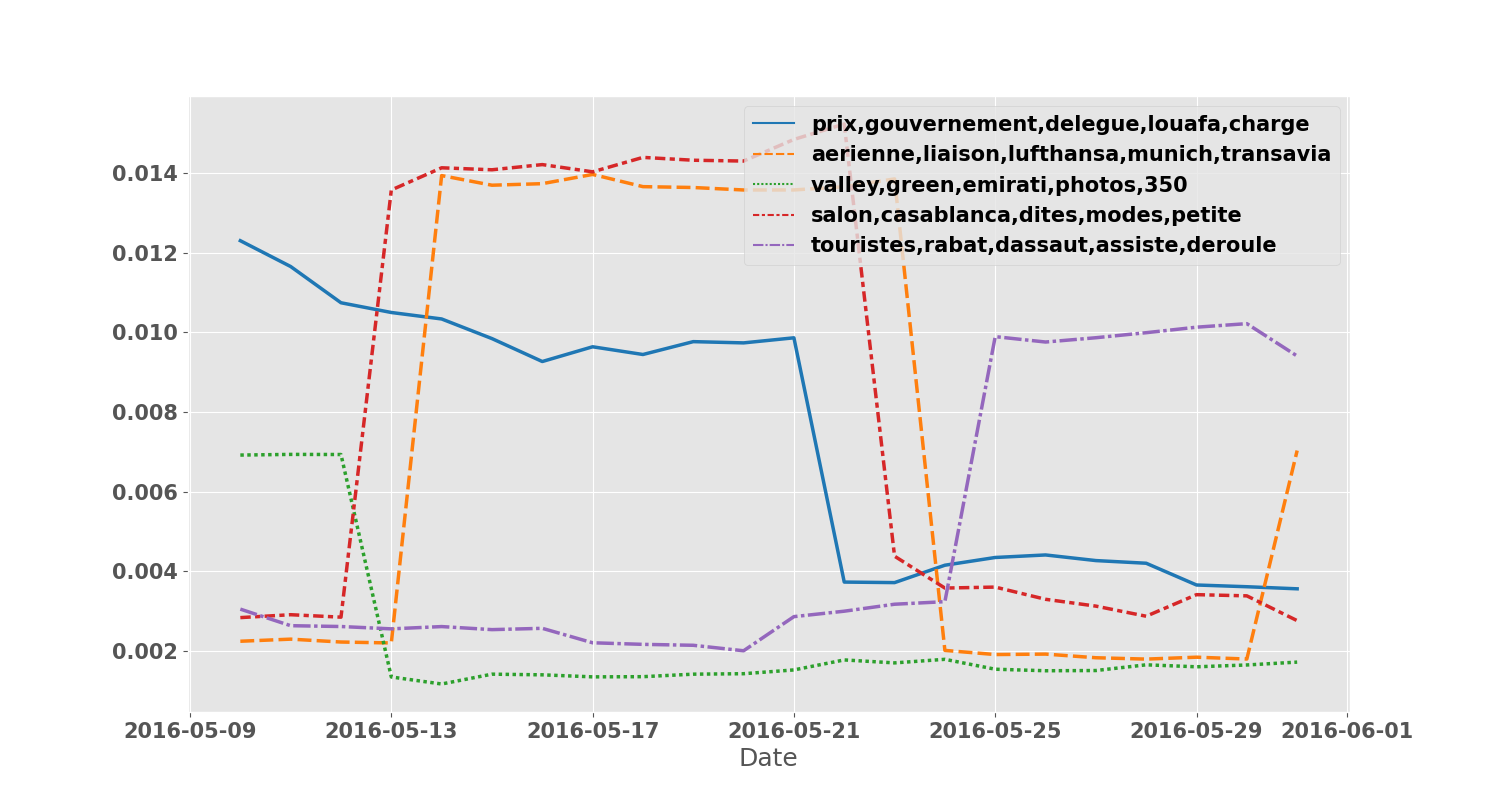 prix,gouvernement,delegue,louafa,charge
aerienne,liaison,lufthansa,munich,transavia
valley,green,emirati,photos,350
salon,casablanca,dites,modes,petite
touristes,rabat,dassaut,assiste,deroule
0.014
0.012
0.010
0.008
0.006
0.004
0.002
2016-05-09 2016-05-13 2016-05-17 2016-05-21 2016-05-25 2016-05-29 2016-06-01
Date